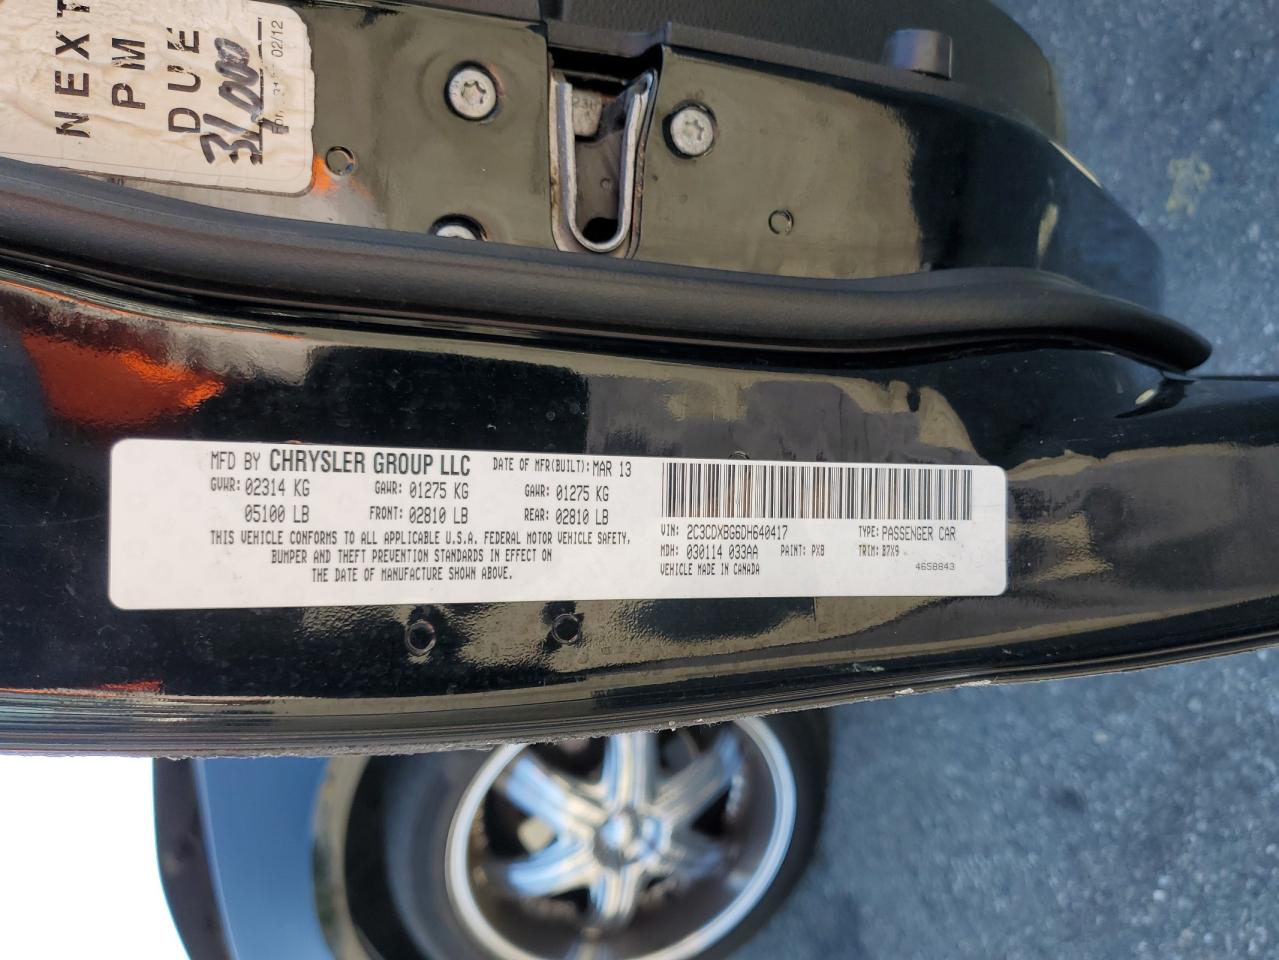 NEXT
PM
DUE
31,000
02/12
MFD BY CHRYSLER GROUP LLC DATE OF MFR(BUILT): MAR 13
GVWR: 02314 KG GAWR: 01275 KG GAWR: 01275 KG
05100 LB FRONT: 02810 LB REAR: 02810 LB
THIS VEHICLE CONFORMS TO ALL APPLICABLE U.S.A. FEDERAL MOTOR VEHICLE SAFETY,
BUMPER AND THEFT PREVENTION STANDARDS IN EFFECT ON
THE DATE OF MANUFACTURE SHOWN ABOVE.
VIN: 2C3CDXBG6DH640417 TYPE: PASSENGER CAR
MDH: 030114 033AA PAINT: PXB TRIM: B7X9
VEHICLE MADE IN CANADA 4658843